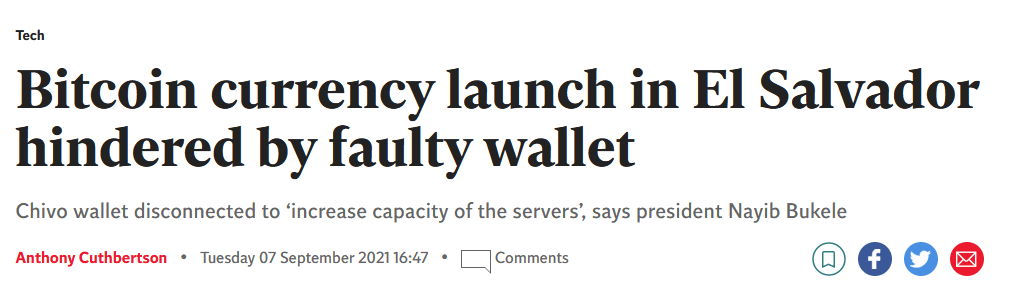 Tech
Bitcoin currency launch in El Salvador
hindered by faulty wallet
Chivo wallet disconnected to ‘increase capacity of the servers’, says president Nayib Bukele
Anthony Cuthbertson • Tuesday 07 September 2021 16:47 • Comments